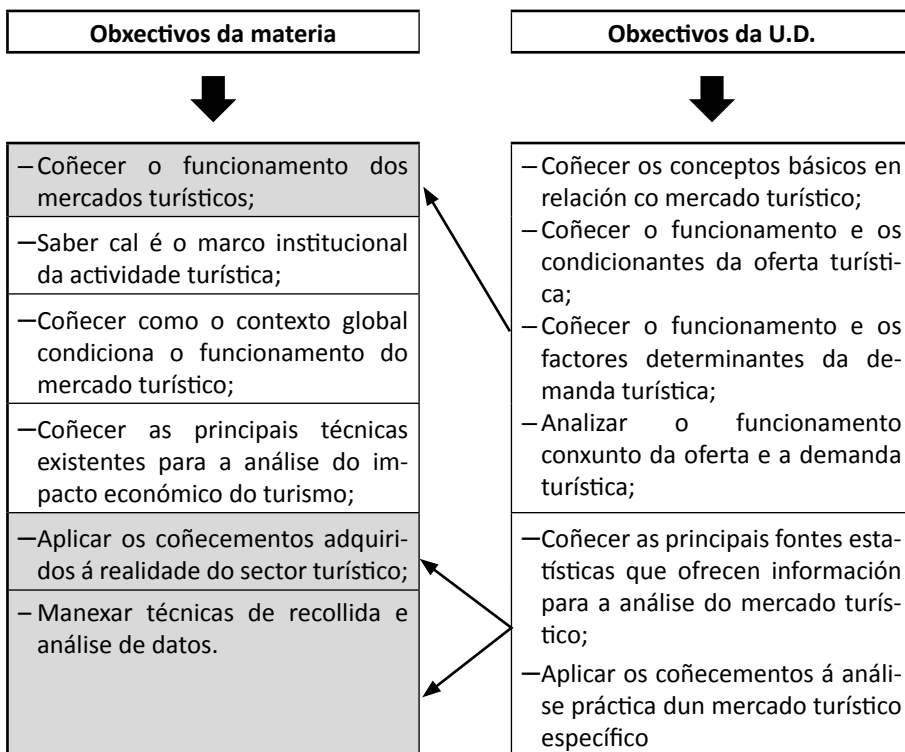 Obxectivos da materia
– Coñecer o funcionamento dos
mercados turísticos;
– Saber cal é o marco institucional
da actividade turística;
– Coñecer como o contexto global
condiciona o funcionamento do
mercado turístico;
– Coñecer as principais técnicas
existentes para a análise do im-
pacto económico do turismo;
– Aplicar os coñecementos adquiri-
dos á realidade do sector turístico;
– Manexar técnicas de recollida e
análise de datos.
Obxectivos da U.D.
– Coñecer os conceptos básicos en
relación co mercado turístico;
– Coñecer o funcionamento e os
condicionantes da oferta turísti-
ca;
– Coñecer o funcionamento e os
factores determinantes da de-
manda turística;
– Analizar o funcionamento
conxunto da oferta e a demanda
turística;
– Coñecer as principais fontes esta-
tísticas que ofrecen información
para a análise do mercado turís-
tico;
– Aplicar os coñecementos á análi-
se práctica dun mercado turístico
específico